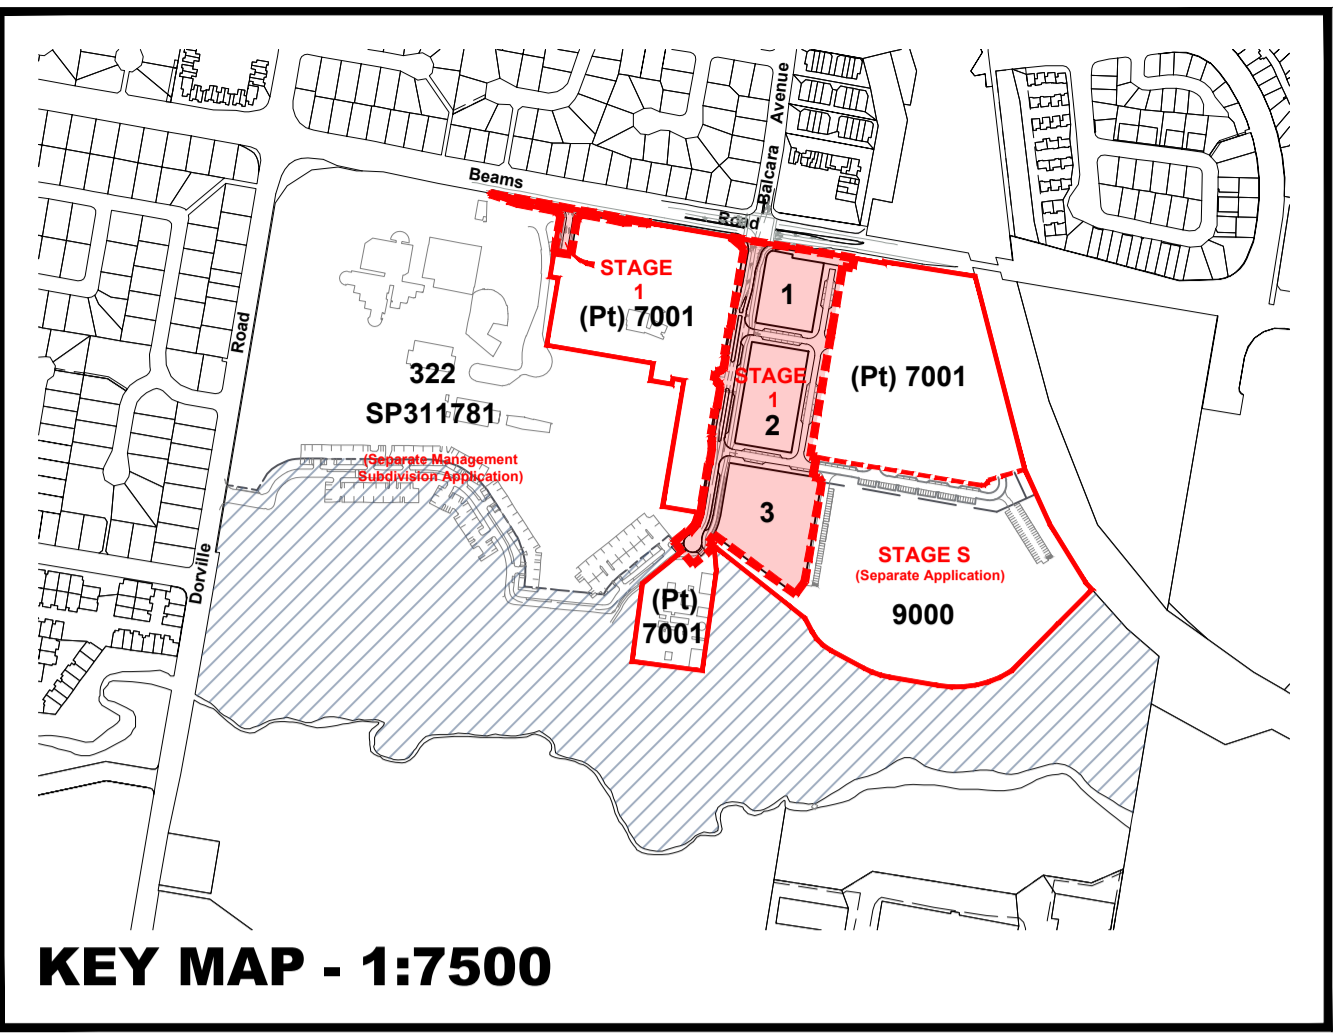 Avenue
Balcara
Beams
Road
STAGE
1
(Pt) 7001
1
Road
322
SP311781
STAGE
1
2
(Pt) 7001
(Separate Management
Subdivision Application)
3
Dorville
STAGE S
(Separate Application)
9000
(Pt)
7001
KEY MAP - 1:7500